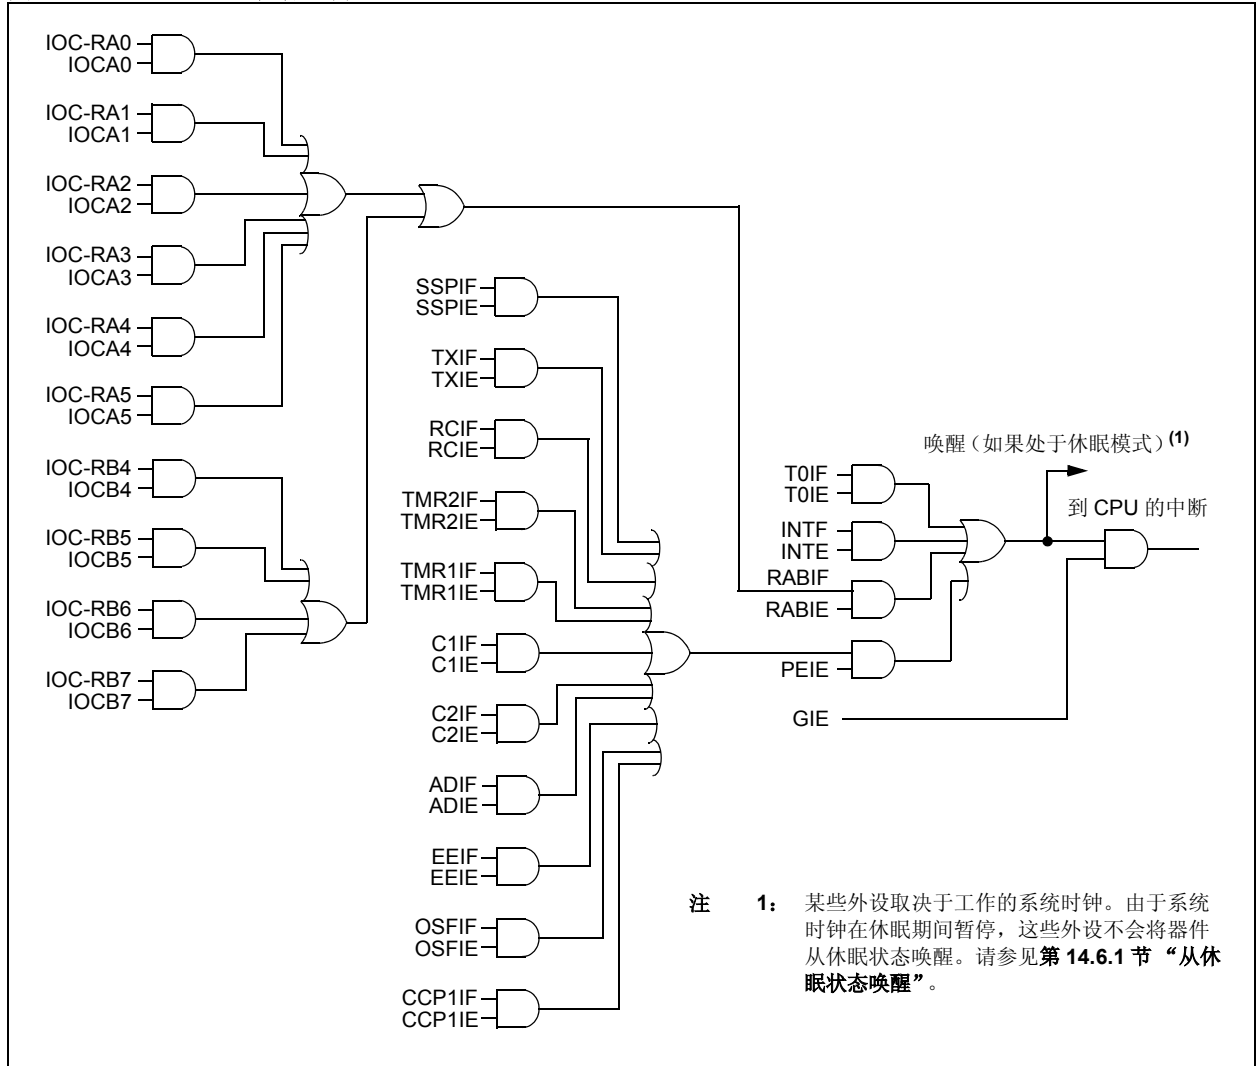 IOC-RA0
IOCA0
IOC-RA1
IOCA1
IOC-RA2
IOCA2
IOC-RA3
IOCA3
IOC-RA4
IOCA4
IOC-RA5
IOCA5
IOC-RB4
IOCB4
IOC-RB5
IOCB5
IOC-RB6
IOCB6
IOC-RB7
IOCB7
SSPIF
SSPIE
TXIF
TXIE
RCIF
RCIE
TMR2IF
TMR2IE
TMR1IF
TMR1IE
C1IF
C1IE
C2IF
C2IE
ADIF
ADIE
EEIF
EEIE
OSFIF
OSFIE
CCP1IF
CCP1IE
T0IF
T0IE
INTF
INTE
RABIF
RABIE
PEIE
GIE
唤醒（如果处于休眠模式）(1)
到 CPU 的中断
注 1： 某些外设取决于工作的系统时钟。由于系统
时钟在休眠期间暂停，这些外设不会将器件
从休眠状态唤醒。请参见第 14.6.1 节 “从休
眠状态唤醒”。